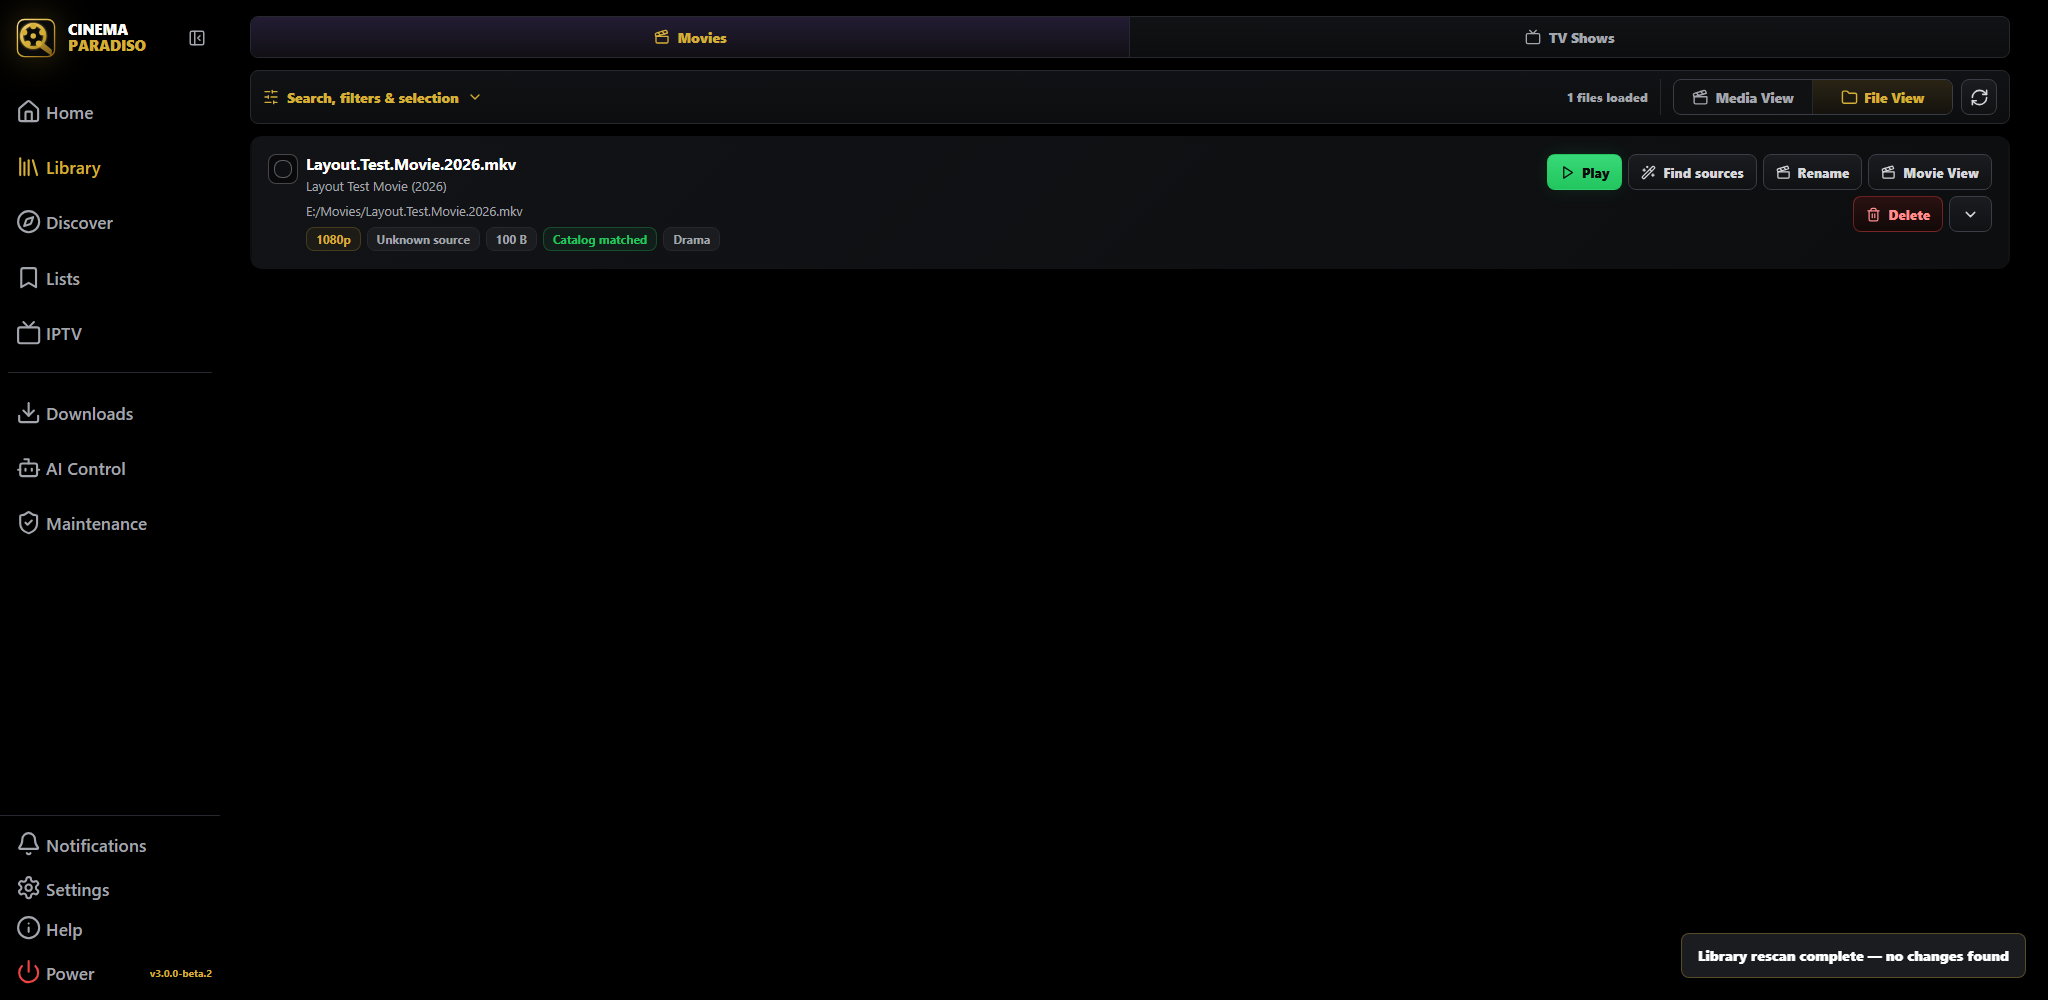 CINEMA
PARADISO
Home
Library
Discover
Lists
IPTV
Downloads
AI Control
Maintenance
Notifications
Settings
Help
Power
v3.0.0-beta.2
Movies
TV Shows
Search, filters & selection
1 files loaded
Media View
File View
Layout.Test.Movie.2026.mkv
Layout Test Movie (2026)
E:/Movies/Layout.Test.Movie.2026.mkv
1080p
Unknown source
100 B
Catalog matched
Drama
Play
Find sources
Rename
Movie View
Delete
Library rescan complete — no changes found